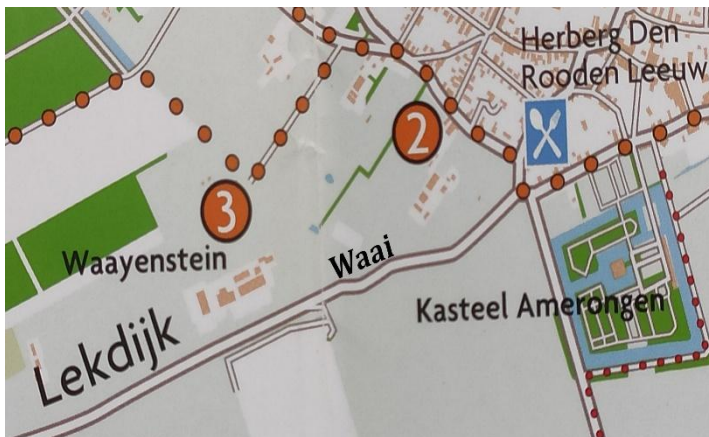 Herberg Den
Rooden Leeuw
2
3
Waayenstein
Waai
Kasteel Amerongen
Lekdijk